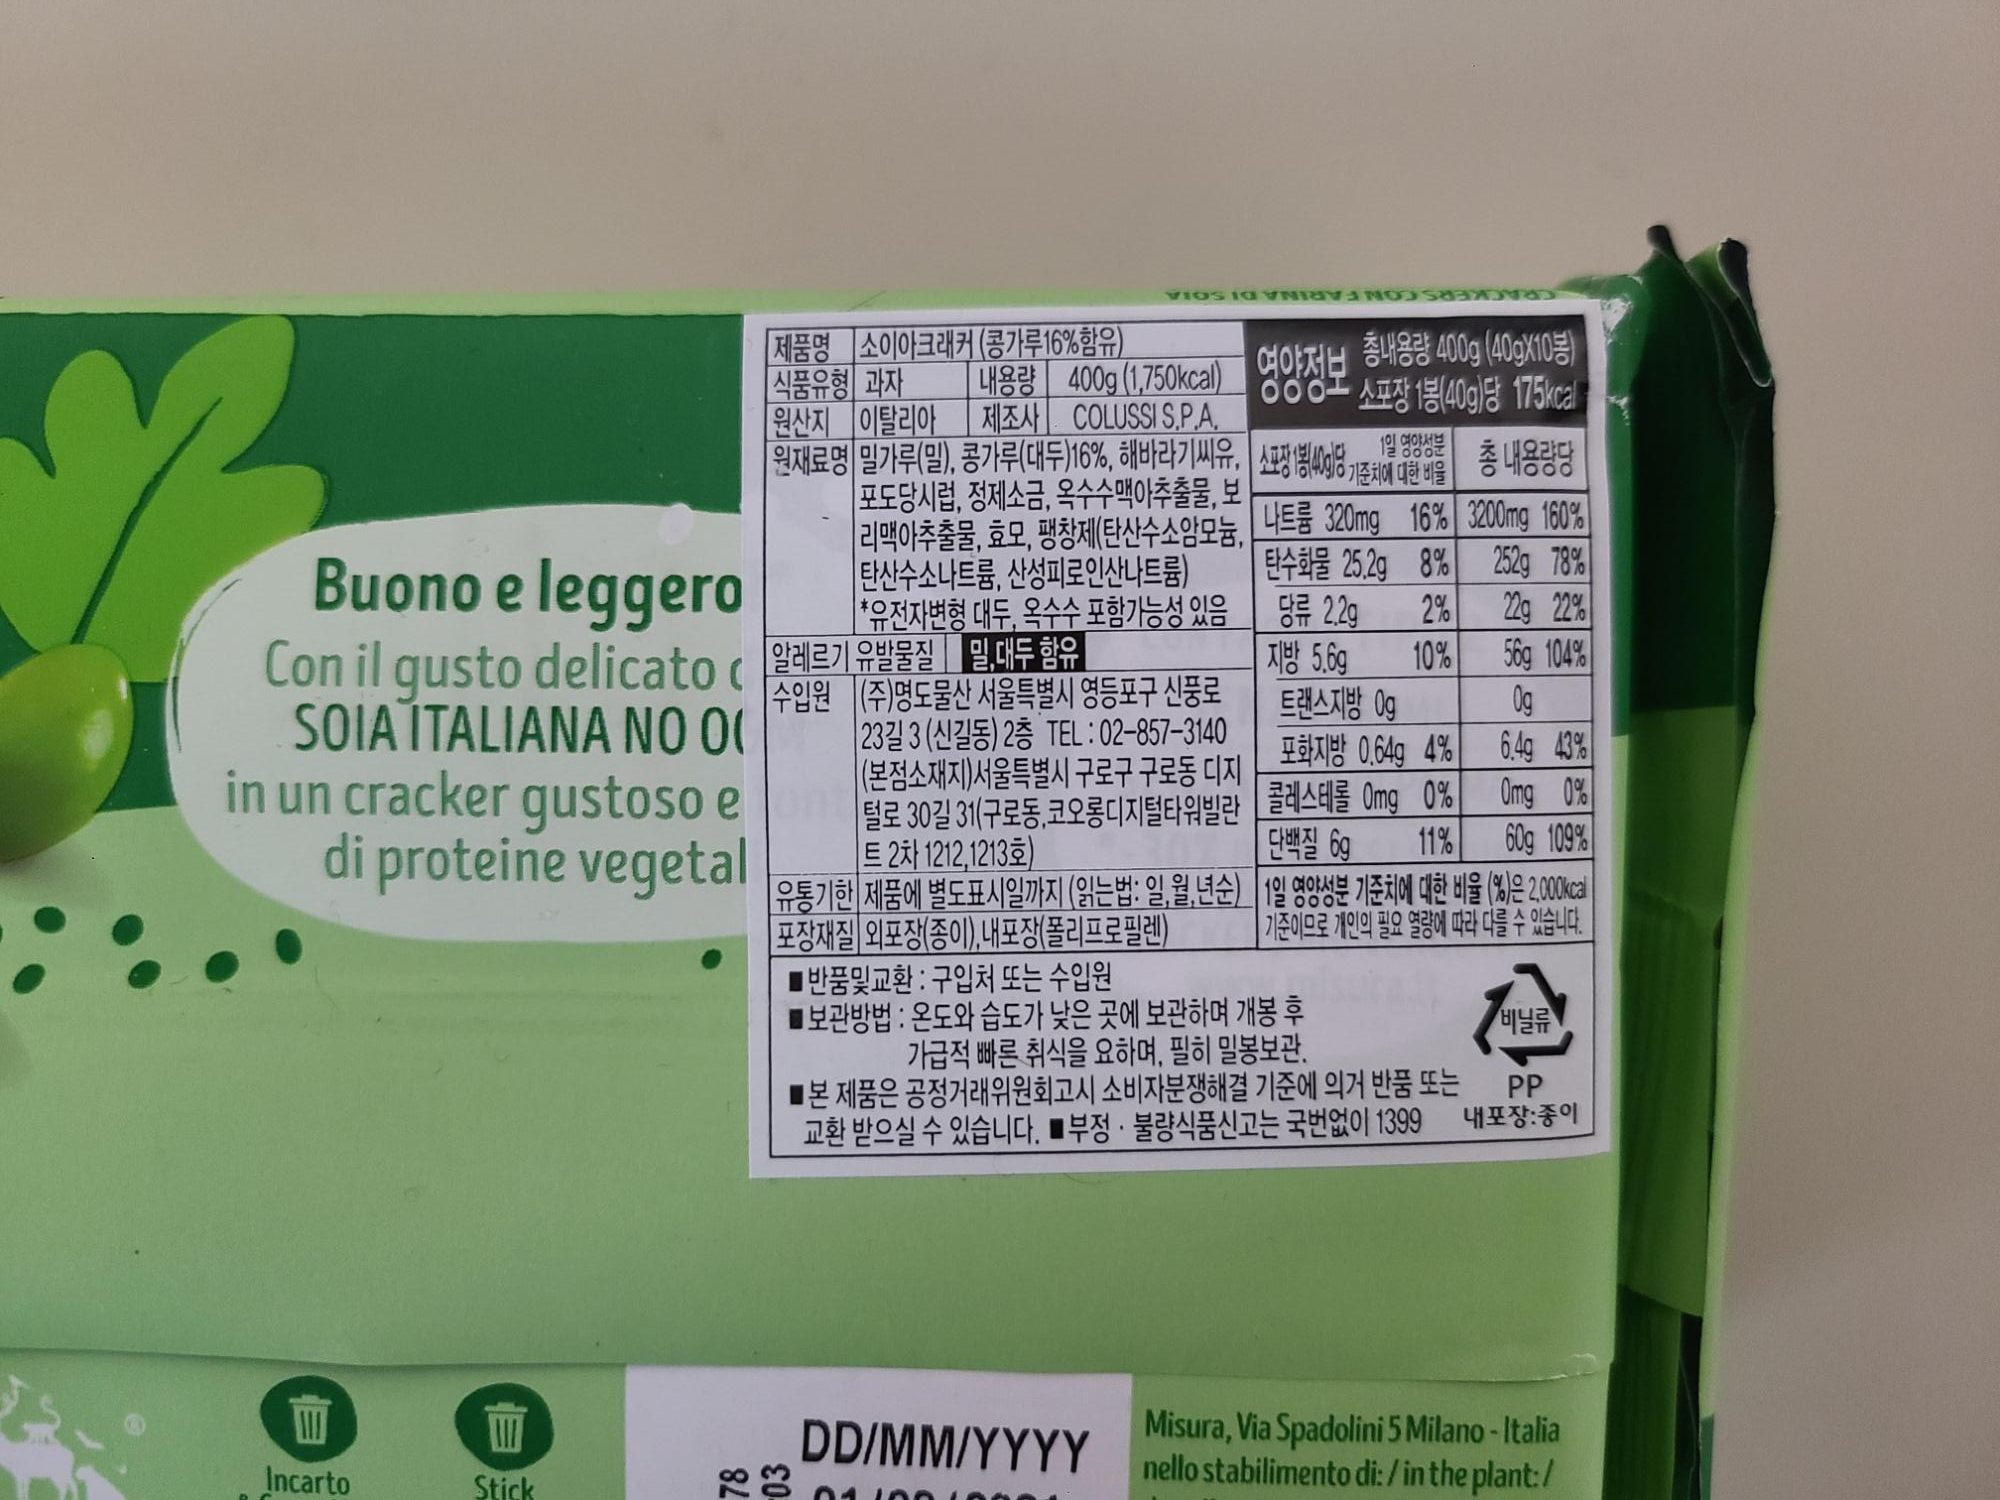 CRACKERS CON FARINA DI SOIA
Buono e leggero
Con il gusto delicato
SOIA ITALIANA NO
in un cracker gustoso e
di proteine
제품명 소이아크래커 (콩가루16%함유)
식품유형 과자 내용량 400g (1,750kcal)
원산지 이탈리아 제조사 COLUSSI S.P.A.
원재료명 밀가루(밀), 콩가루(대두)16%, 해바라기씨유,
포도당시럽, 정제소금, 옥수수맥아추출물, 보
리맥아추출물, 효모, 팽창제(탄산수소암모늄,
탄산수소나트륨, 산성피로인산나트륨)
*유전자변형 대두, 옥수수 포함가능성 있음
알레르기 유발물질 밀,대두 함유
수입원 (주)명도물산 서울특별시 영등포구 신풍로
23길 3 (신길동) 2층 TEL : 02-857-3140
(본점소재지)서울특별시 구로구 구로동 디지
털로 30길 31(구로동,코오롱디지털타워빌란
트 2차 1212,1213호)
유통기한 제품에 별도표시일까지 (읽는법: 일,월,년순)
포장재질 외포장(종이),내포장(폴리프로필렌)
영양정보 총내용량 400g (40gX10봉)
소포장 1봉(40g)당 175kcal
소포장 1봉(40g)당 1일 영양성분 기준치에 대한 비율 총 내용량당
나트륨 320mg 16% 3200mg 160%
탄수화물 25.2g 8% 252g 78%
당류 2.2g 2% 22g 22%
지방 5.6g 10% 56g 104%
트랜스지방 0g 0g
포화지방 0.64g 4% 6.4g 43%
콜레스테롤 0mg 0% 0mg 0%
단백질 6g 11% 60g 109%
1일 영양성분 기준치에 대한 비율 (%)은 2,000kcal
기준이므로 개인의 필요 열량에 따라 다를 수 있습니다.
■반품및교환 : 구입처 또는 수입원
■보관방법 : 온도와 습도가 낮은 곳에 보관하며 개봉 후
가급적 빠른 취식을 요하며, 필히 밀봉보관.
■본 제품은 공정거래위원회고시 소비자분쟁해결 기준에 의거 반품 또는
교환 받으실 수 있습니다. ■부정 · 불량식품신고는 국번없이 1399
비닐류
PP
내포장:종이
®
Incarto
Stick
DD/MM/YYYY
78
03
Misura, Via Spadolini 5 Milano - Italia
nello stabilimento di: / in the plant: /